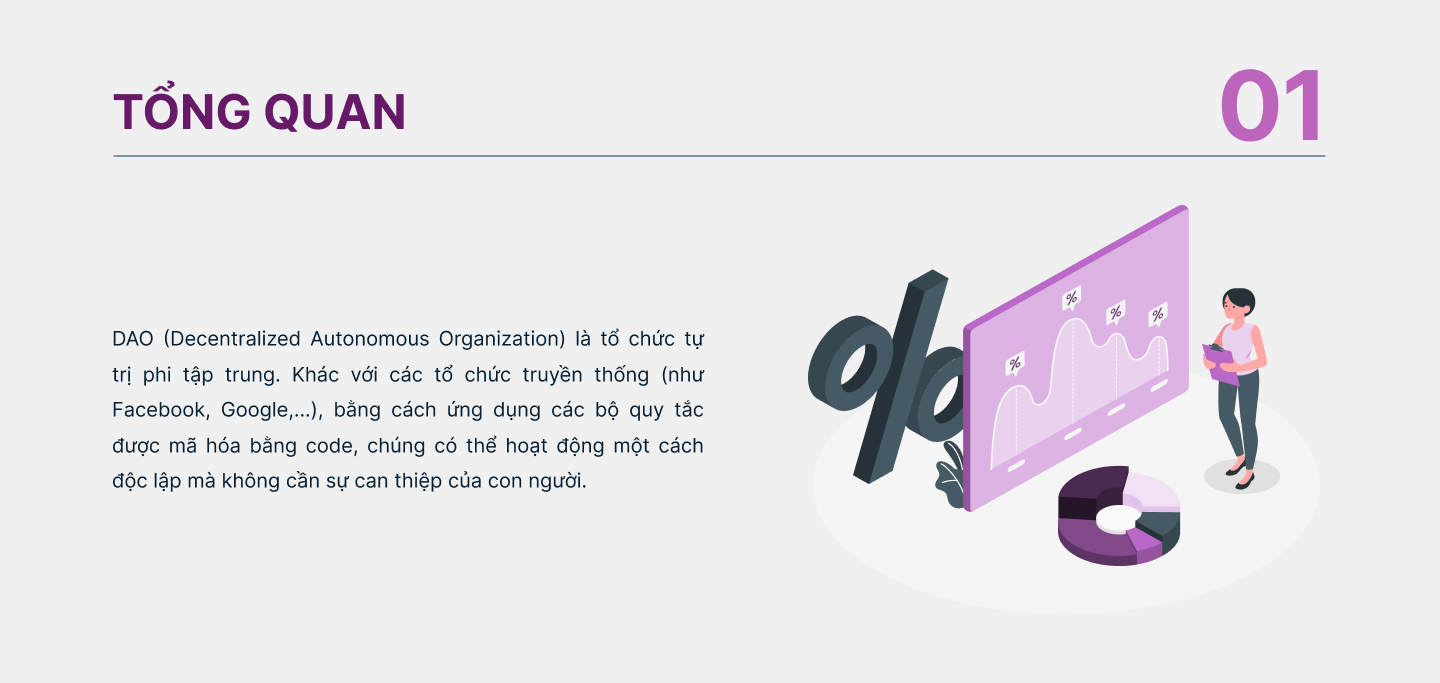 TỔNG QUAN
01
DAO (Decentralized Autonomous Organization) là tổ chức tự
trị phi tập trung. Khác với các tổ chức truyền thống (như
Facebook, Google,...), bằng cách ứng dụng các bộ quy tắc
được mã hóa bằng code, chúng có thể hoạt động một cách
độc lập mà không cần sự can thiệp của con người.
%
%
%
%
%